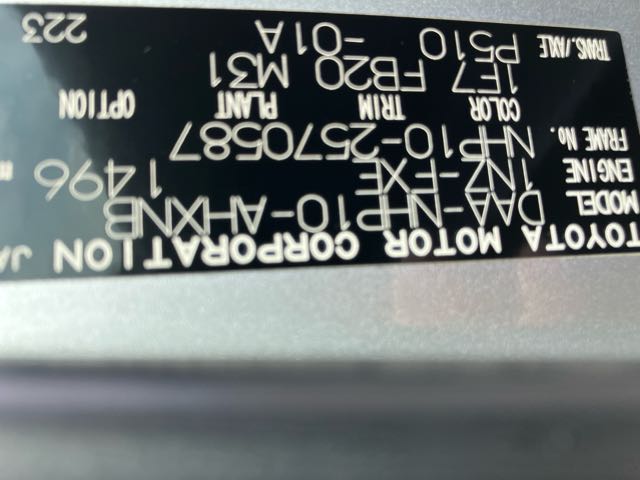 TOYOTA MOTOR CORPORATION JA
MODEL DAA-NHP10-AHXNB
ENGINE 1NZ-FXE 1496
FRAME No. NHP10-2570587
COLOR TRIM PLANT OPTION
1E7 FB20 M31
TRANS./AXLE P510
-01A
223